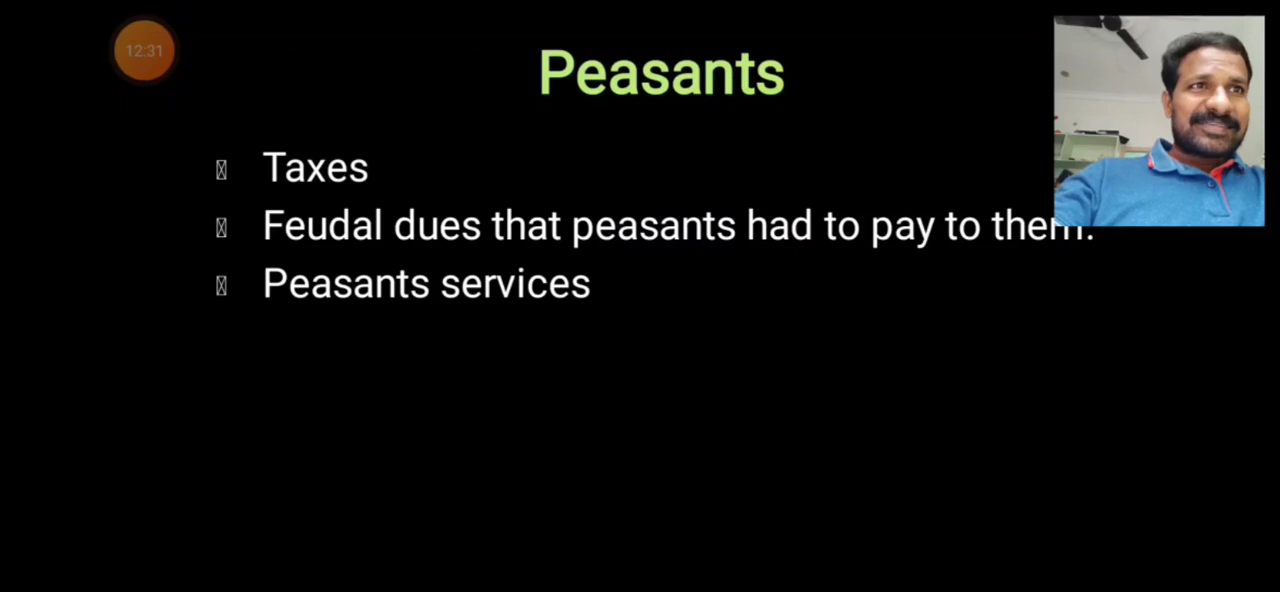 12:31
Peasants
Taxes
Feudal dues that peasants had to pay to them.
Peasants services